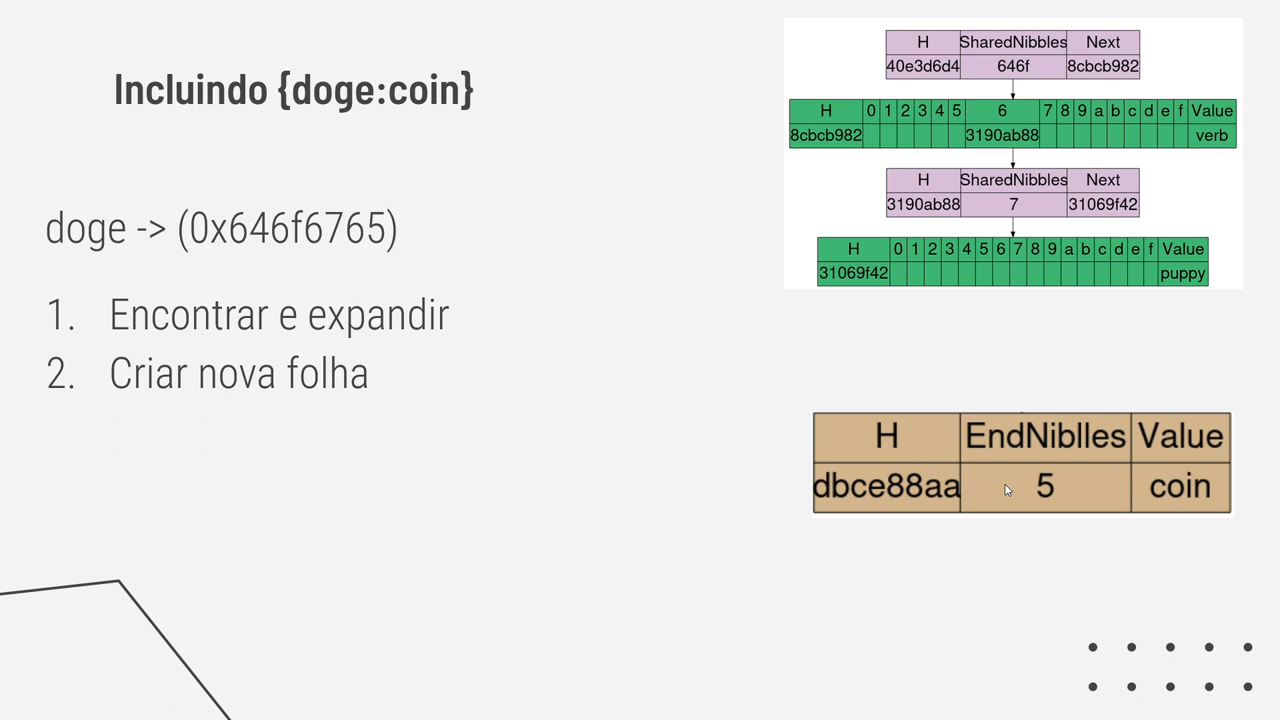 Incluindo {doge:coin}
doge -> (0x646f6765)
1. Encontrar e expandir
2. Criar nova folha
H SharedNibbles Next
40e3d6d4 646f 8cbcb982
H 0 1 2 3 4 5 6 7 8 9 a b c d e f Value
8cbcb982 3190ab88 verb
H SharedNibbles Next
3190ab88 7 31069f42
H 0 1 2 3 4 5 6 7 8 9 a b c d e f Value
31069f42 puppy
H EndNiblles Value
dbce88aa 5 coin